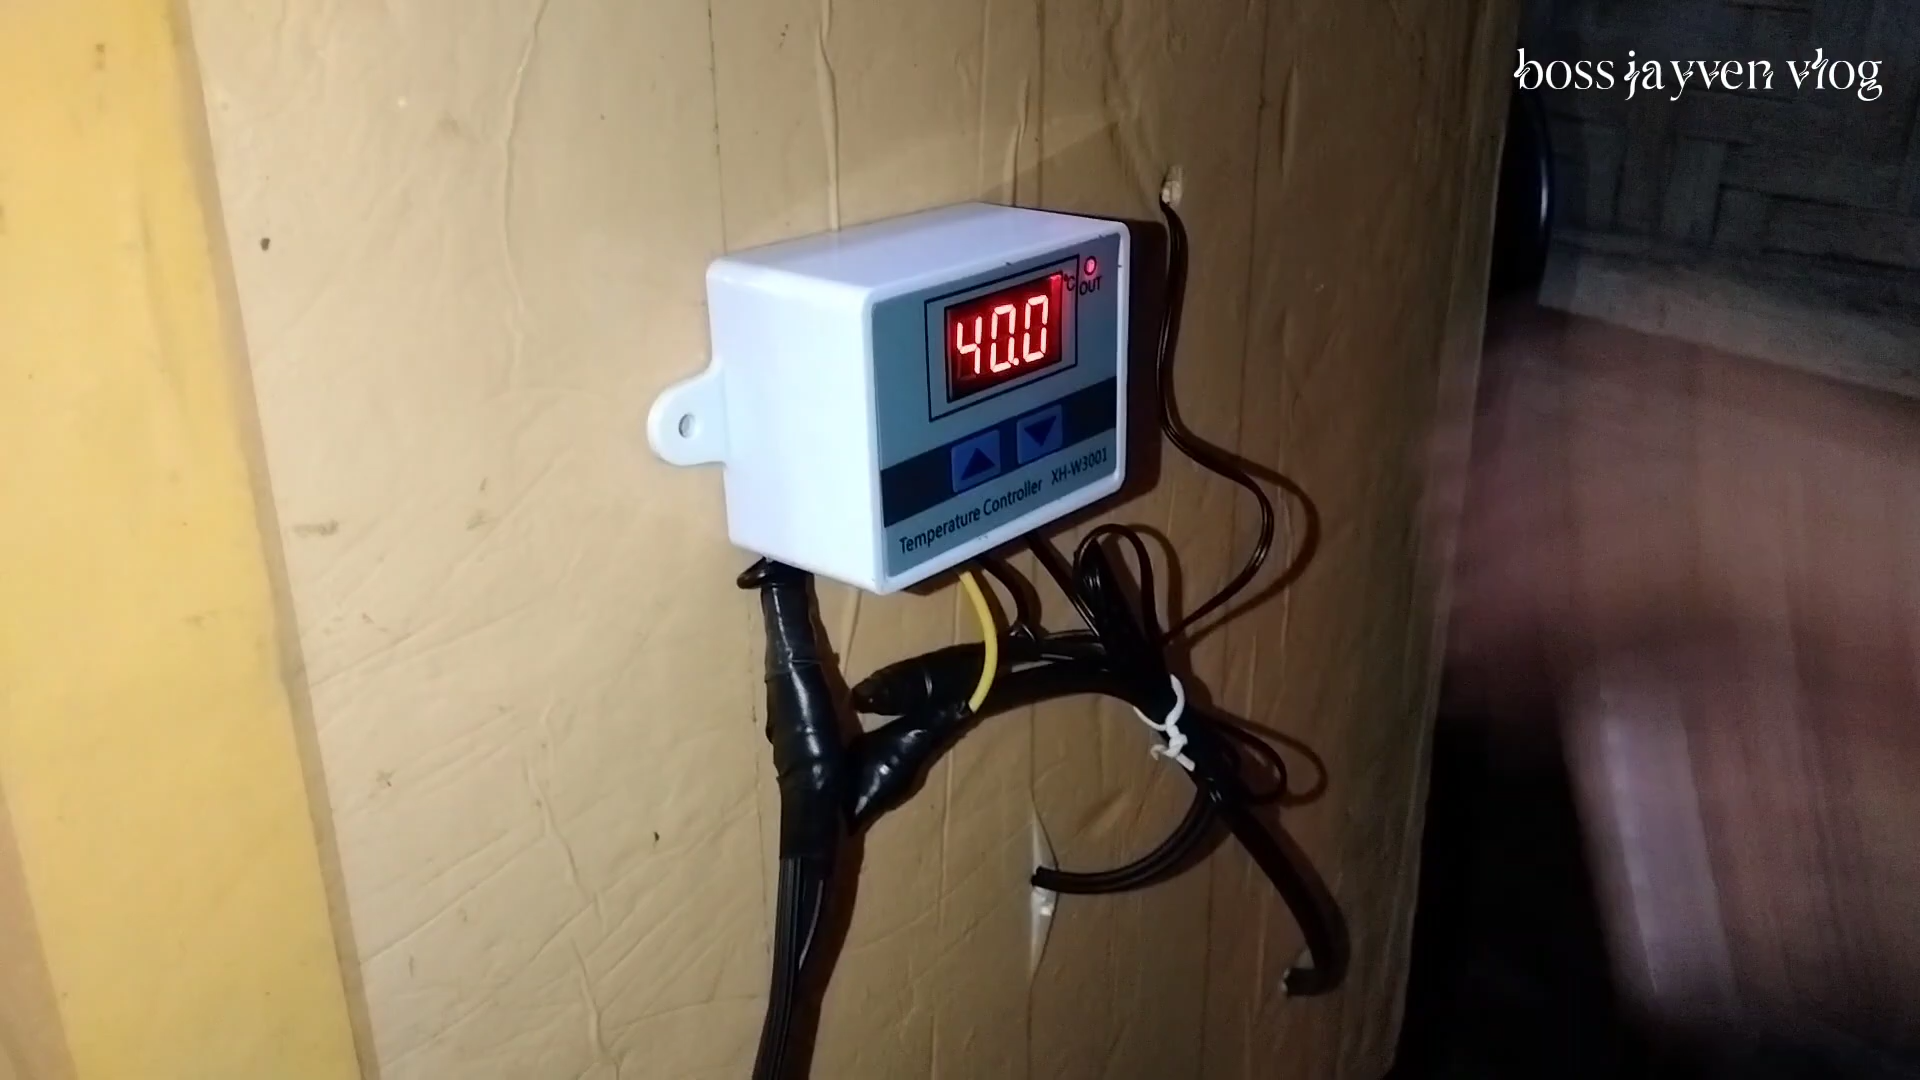 boss jayven vlog
°C
OUT
40.0
Temperature Controller XH-W3001